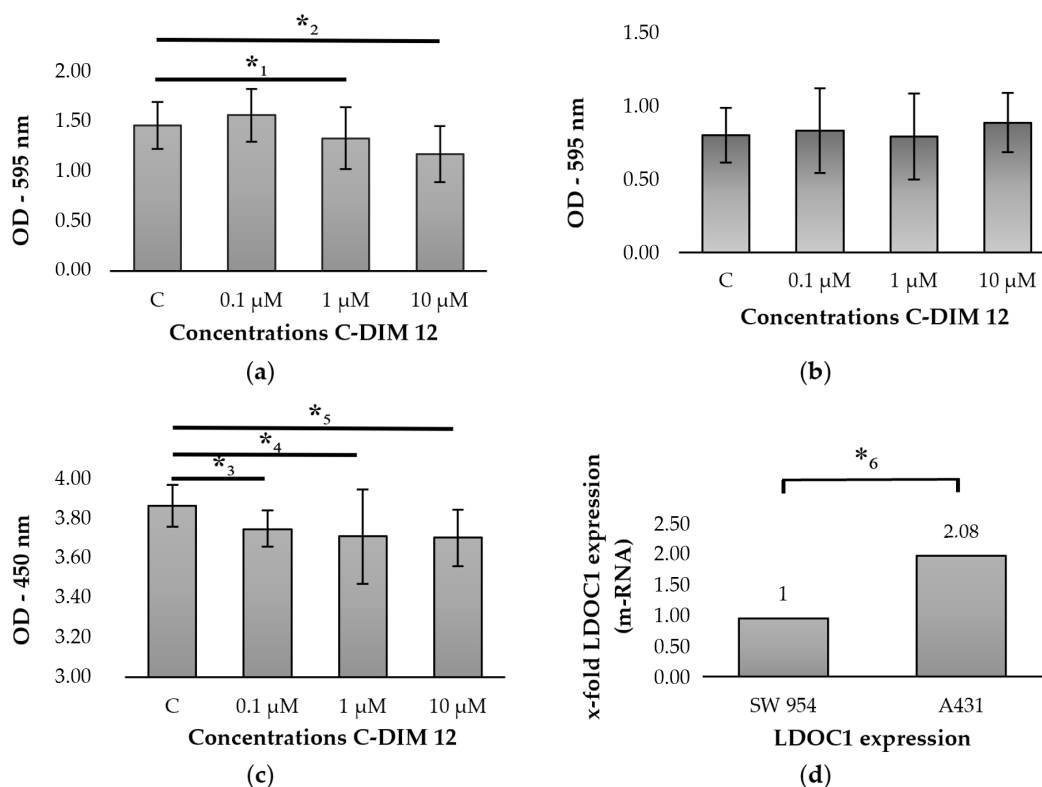 *2
*1
2.00
1.50
1.00
0.50
0.00
OD - 595 nm
C 0.1 μM 1 μM 10 μM
Concentrations C-DIM 12
(a)
1.50
1.00
0.50
0.00
OD - 595 nm
C 0.1 μM 1 μM 10 μM
Concentrations C-DIM 12
(b)
*5
*4
*3
4.00
3.80
3.60
3.40
3.20
3.00
OD - 450 nm
C 0.1 μM 1 μM 10 μM
Concentrations C-DIM 12
(c)
*6
2.50
2.00
1.50
1.00
0.50
0.00
x-fold LDOC1 expression
(m-RNA)
1
2.08
SW 954 A431
LDOC1 expression
(d)